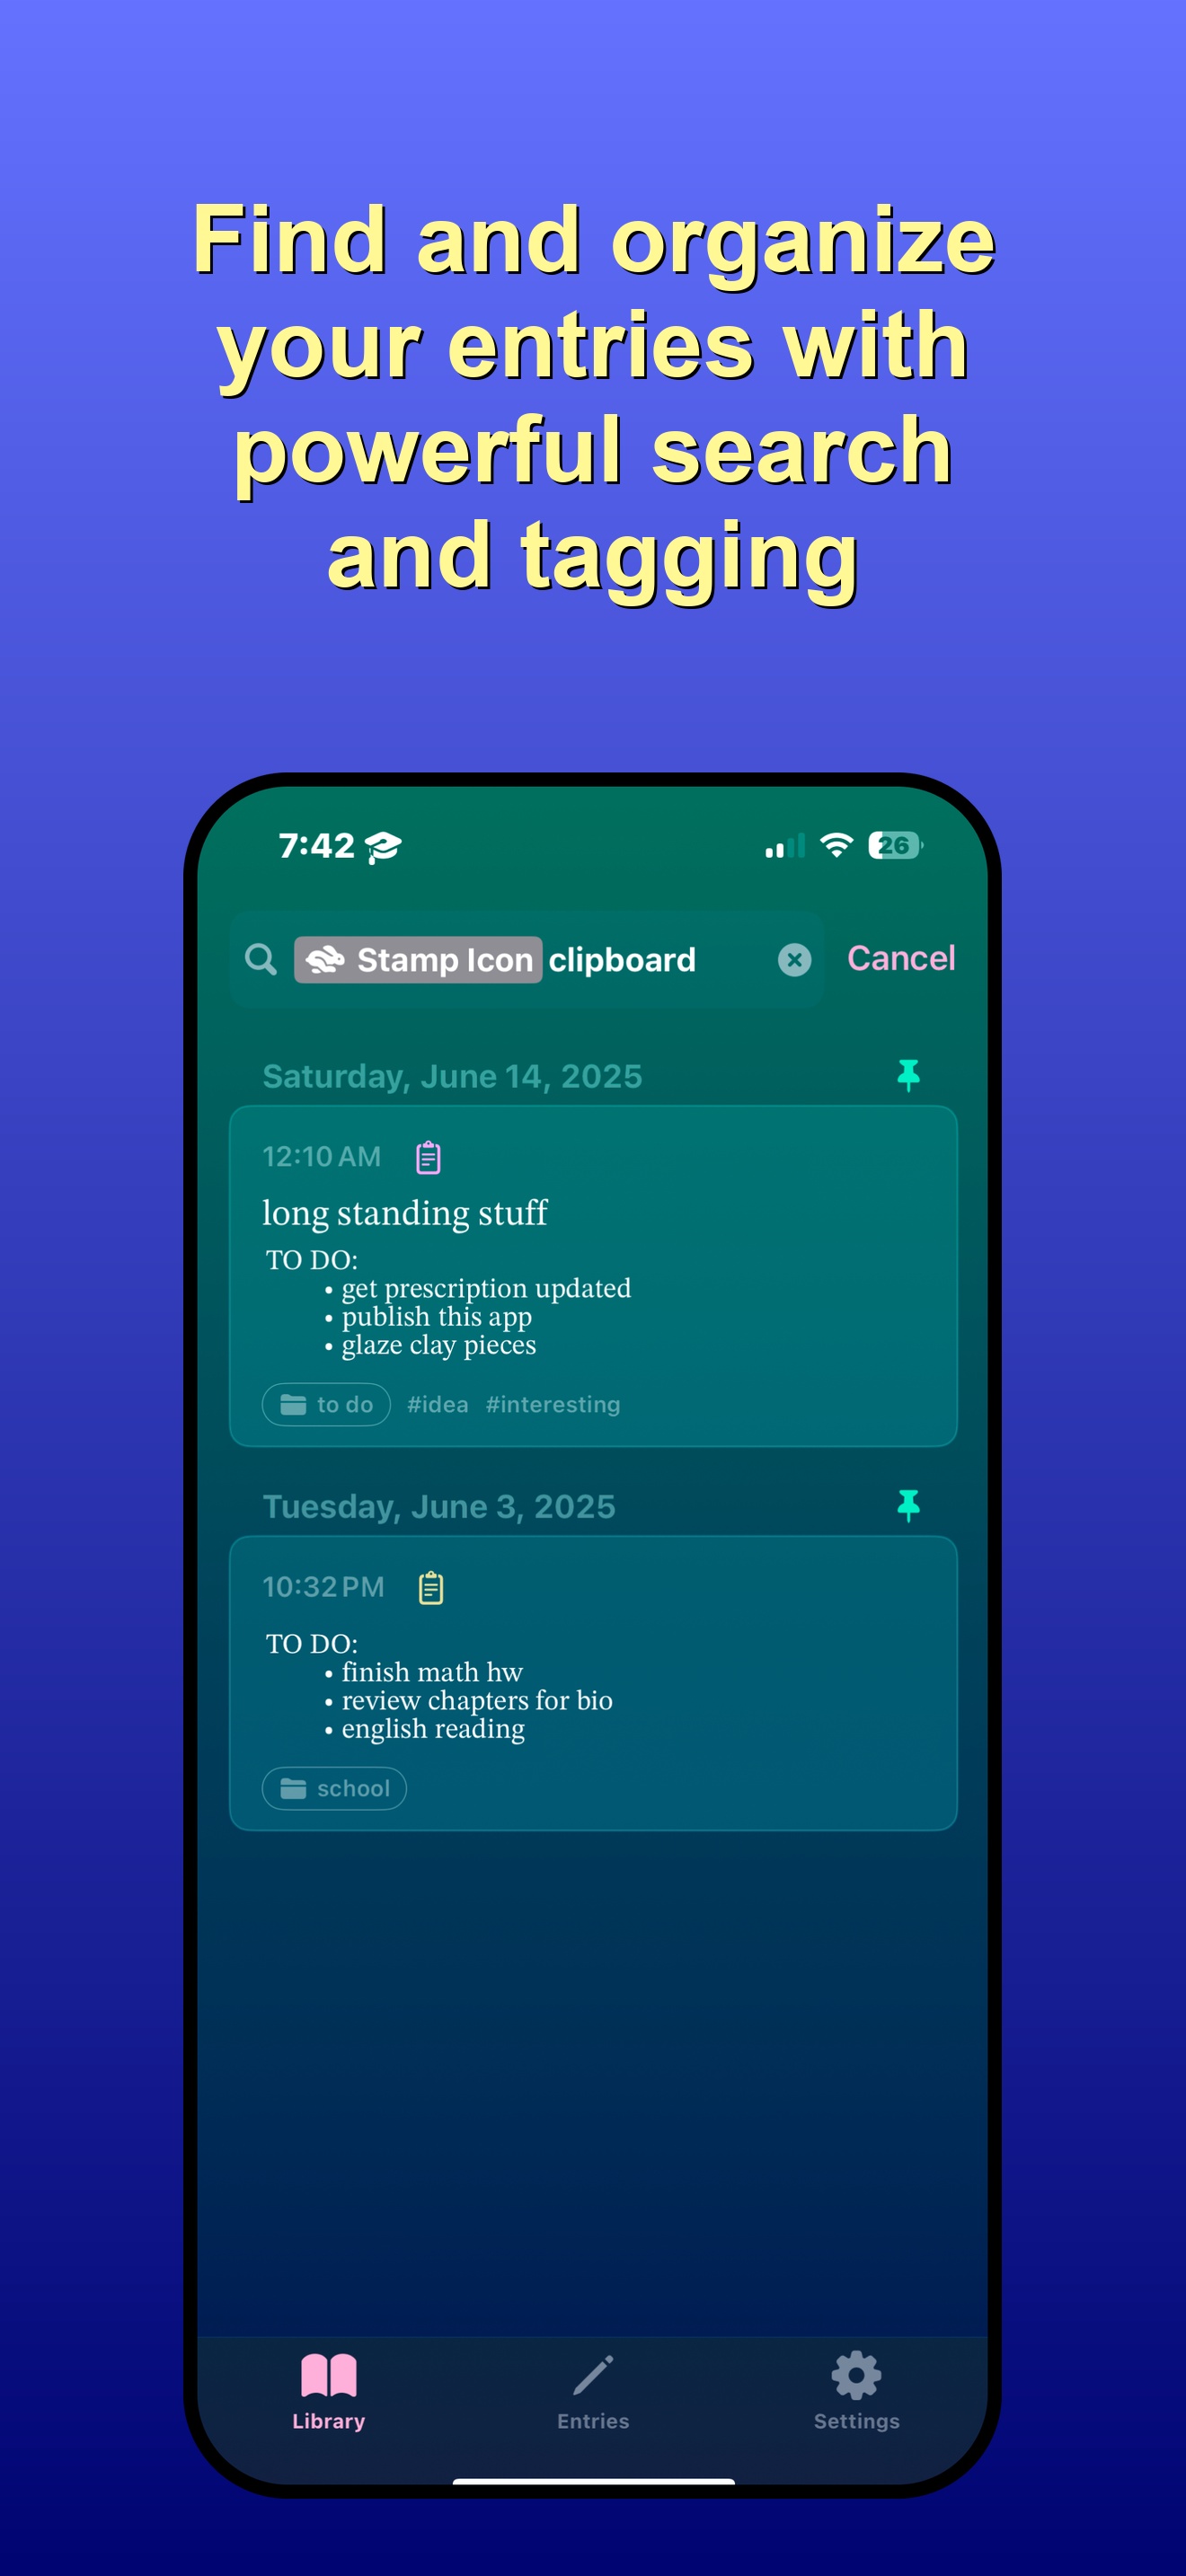 Find and organize
your entries with
powerful search
and tagging
7:42
26
Stamp Icon clipboard
Cancel
Saturday, June 14, 2025
12:10 AM
long standing stuff
TO DO:
• get prescription updated
• publish this app
• glaze clay pieces
to do #idea #interesting
Tuesday, June 3, 2025
10:32 PM
TO DO:
• finish math hw
• review chapters for bio
• english reading
school
Library Entries Settings